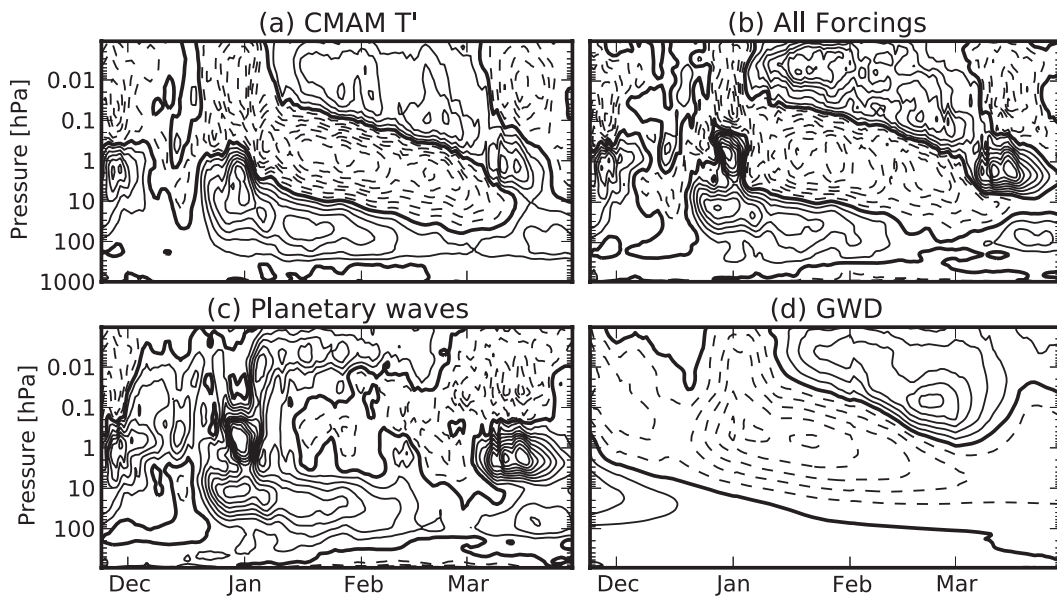 (a) CMAM T'
(b) All Forcings
Pressure [hPa]
0.01
0.1
1
10
100
1000
(c) Planetary waves
(d) GWD
Pressure [hPa]
0.01
0.1
1
10
100
Dec Jan Feb Mar
Dec Jan Feb Mar